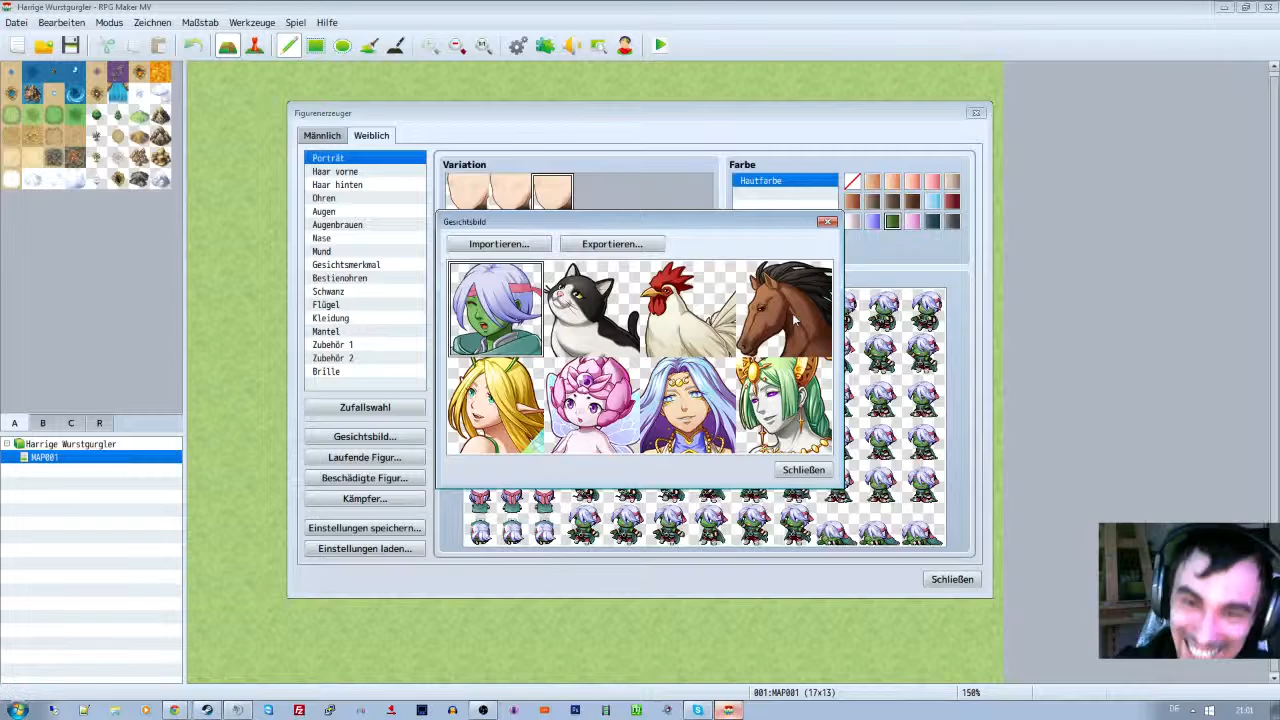 Harrige Wurstgurgler - RPG Maker MV
Datei Bearbeiten Modus Zeichnen Maßstab Werkzeuge Spiel Hilfe
Figurenerzeuger
Männlich Weiblich
Porträt
Haar vorne
Haar hinten
Ohren
Augen
Augenbrauen
Nase
Mund
Gesichtsmerkmal
Bestienohren
Schwanz
Flügel
Kleidung
Mantel
Zubehör 1
Zubehör 2
Brille
Zufallswahl
Gesichtsbild...
Laufende Figur...
Beschädigte Figur...
Kämpfer...
Einstellungen speichern...
Einstellungen laden...
Variation
Farbe
Hautfarbe
Gesichtsbild
Importieren... Exportieren...
Schließen
Schließen
A B C R
Harrige Wurstgurgler
MAP001
001:MAP001 (17x13) 150%
DE 21:01